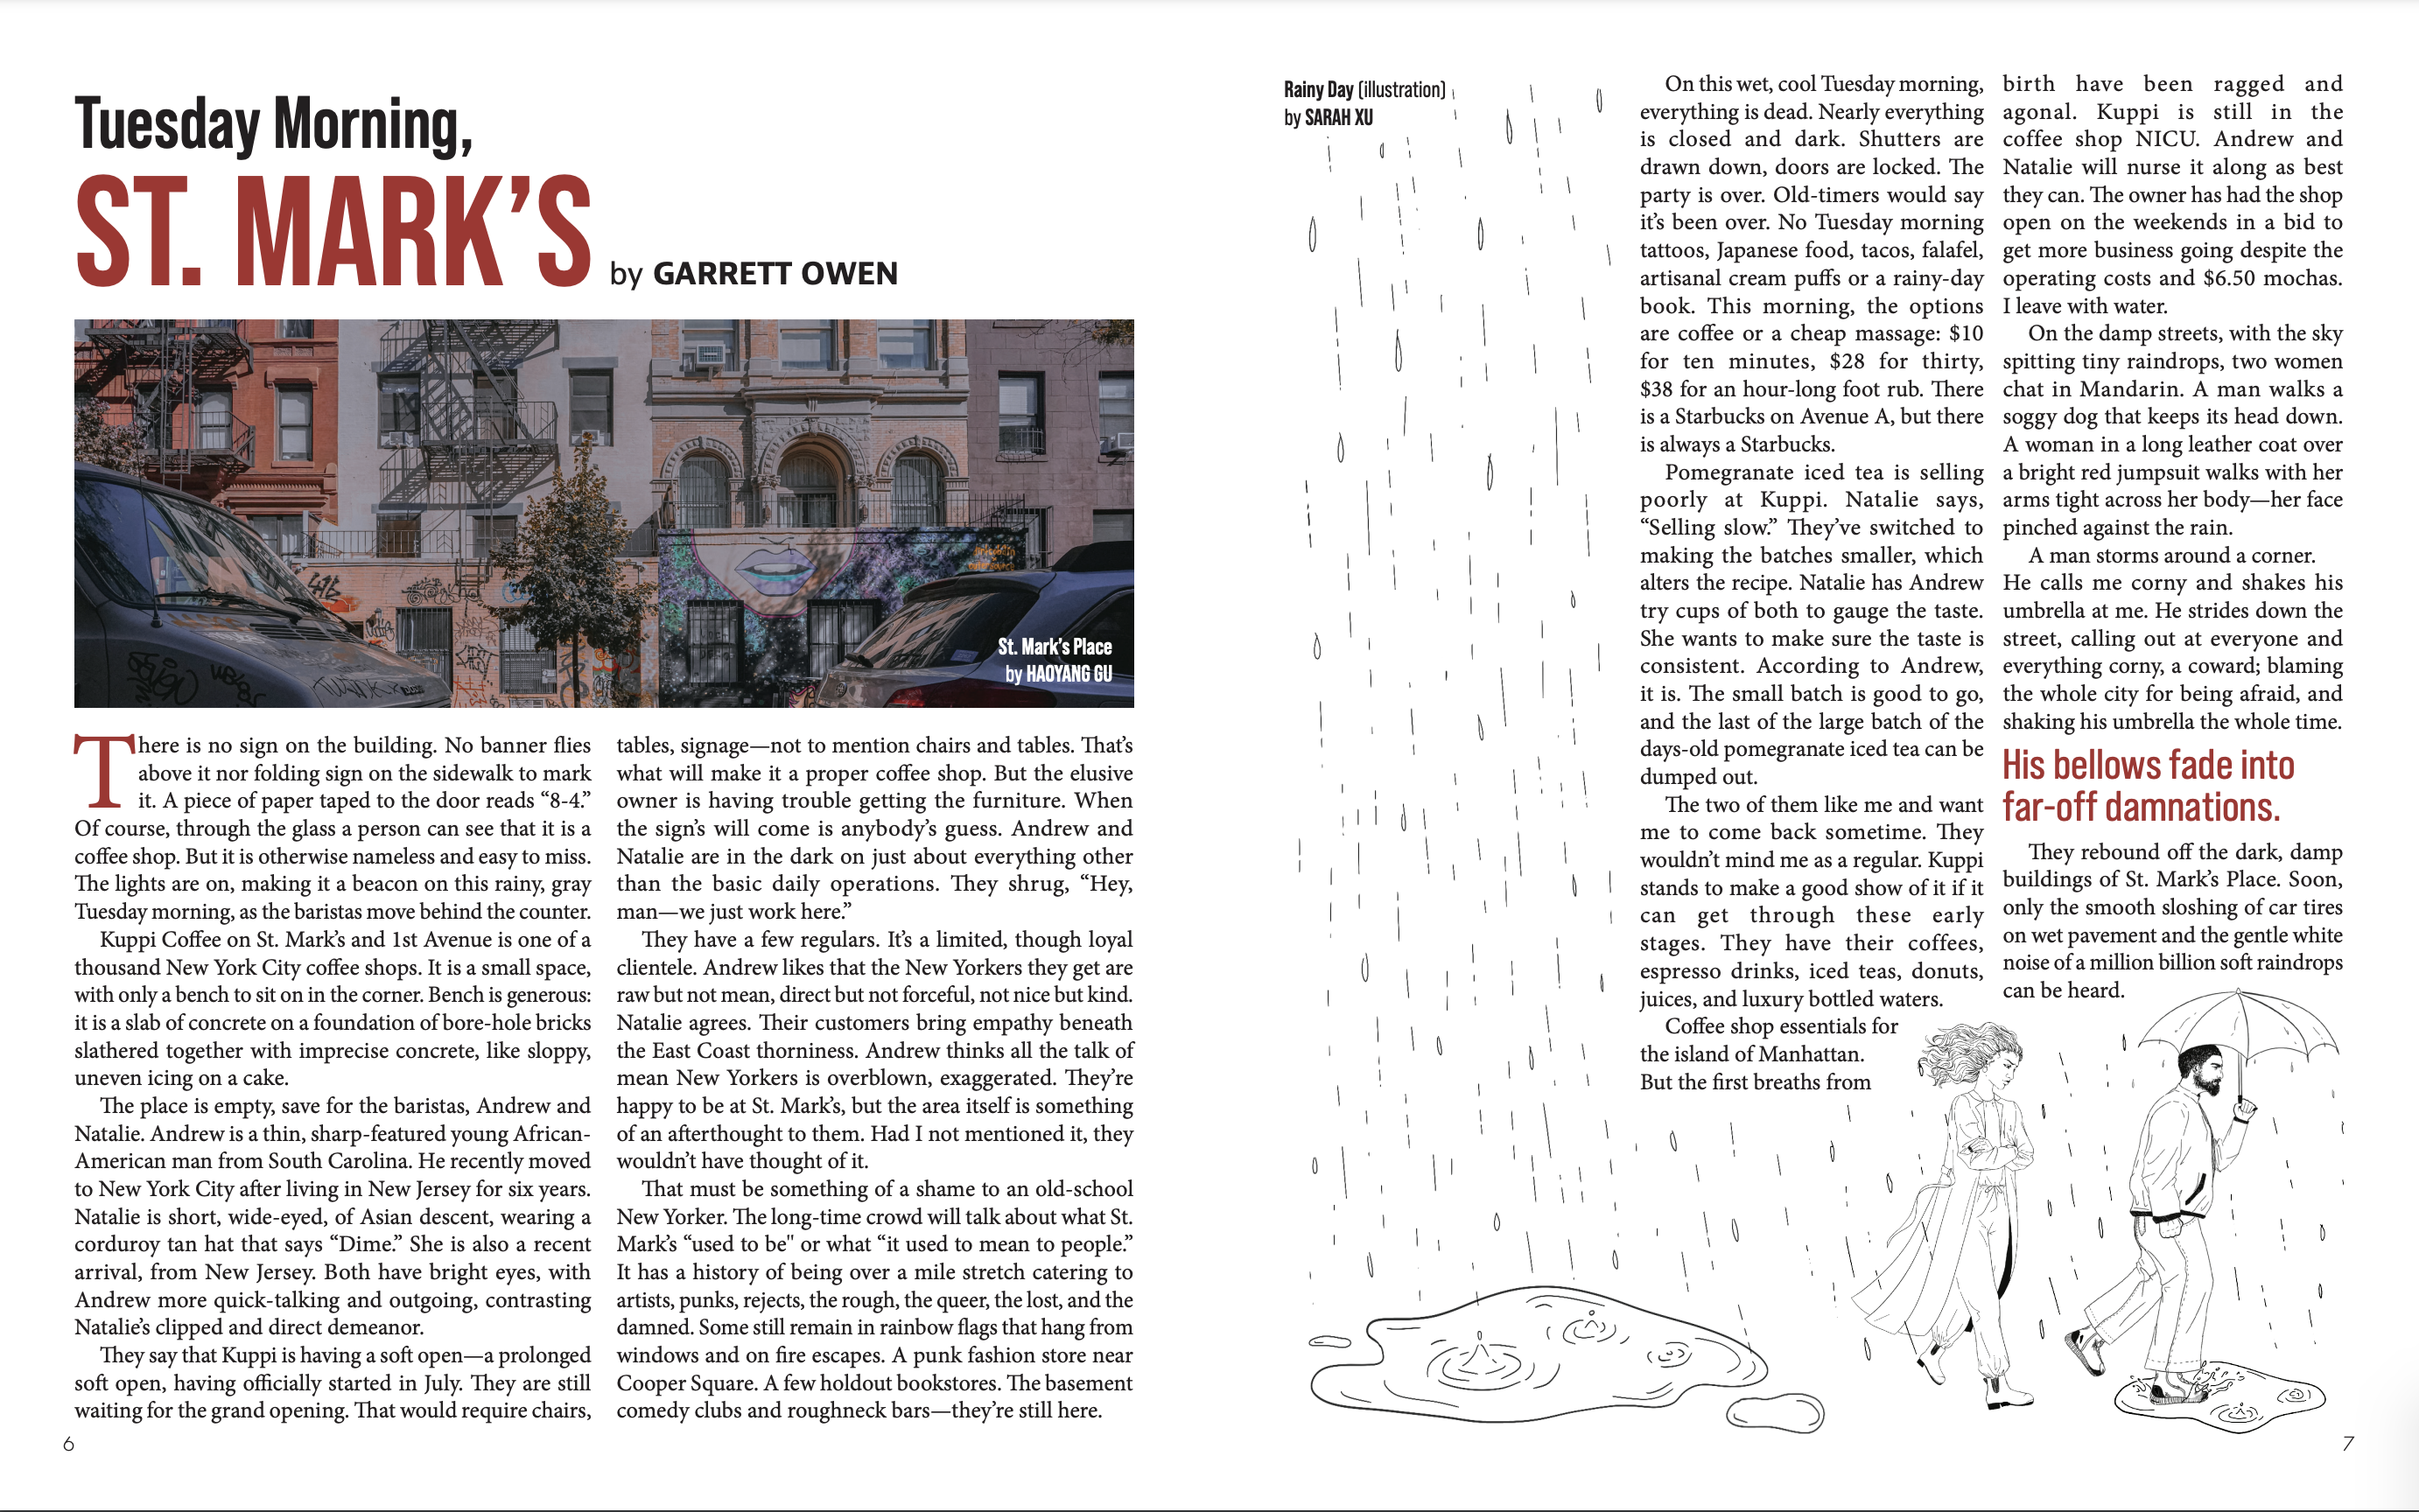 Tuesday Morning,
ST. MARK’S by GARRETT OWEN
St. Mark’s Place
by HAOYANG GU
There is no sign on the building. No banner flies
above it nor folding sign on the sidewalk to mark
it. A piece of paper taped to the door reads “8-4.”
Of course, through the glass a person can see that it is a
coffee shop. But it is otherwise nameless and easy to miss.
The lights are on, making it a beacon on this rainy, gray
Tuesday morning, as the baristas move behind the counter.
Kuppi Coffee on St. Mark’s and 1st Avenue is one of a
thousand New York City coffee shops. It is a small space,
with only a bench to sit on in the corner. Bench is generous:
it is a slab of concrete on a foundation of bore-hole bricks
slathered together with imprecise concrete, like sloppy,
uneven icing on a cake.
The place is empty, save for the baristas, Andrew and
Natalie. Andrew is a thin, sharp-featured young African-
American man from South Carolina. He recently moved
to New York City after living in New Jersey for six years.
Natalie is short, wide-eyed, of Asian descent, wearing a
corduroy tan hat that says “Dime.” She is also a recent
arrival, from New Jersey. Both have bright eyes, with
Andrew more quick-talking and outgoing, contrasting
Natalie’s clipped and direct demeanor.
They say that Kuppi is having a soft open—a prolonged
soft open, having officially started in July. They are still
waiting for the grand opening. That would require chairs,
tables, signage—not to mention chairs and tables. That’s
what will make it a proper coffee shop. But the elusive
owner is having trouble getting the furniture. When
the sign’s will come is anybody’s guess. Andrew and
Natalie are in the dark on just about everything other
than the basic daily operations. They shrug, “Hey,
man—we just work here.”
They have a few regulars. It’s a limited, though loyal
clientele. Andrew likes that the New Yorkers they get are
raw but not mean, direct but not forceful, not nice but kind.
Natalie agrees. Their customers bring empathy beneath
the East Coast thorniness. Andrew thinks all the talk of
mean New Yorkers is overblown, exaggerated. They’re
happy to be at St. Mark’s, but the area itself is something
of an afterthought to them. Had I not mentioned it, they
wouldn’t have thought of it.
That must be something of a shame to an old-school
New Yorker. The long-time crowd will talk about what St.
Mark’s “used to be" or what “it used to mean to people.”
It has a history of being over a mile stretch catering to
artists, punks, rejects, the rough, the queer, the lost, and the
damned. Some still remain in rainbow flags that hang from
windows and on fire escapes. A punk fashion store near
Cooper Square. A few holdout bookstores. The basement
comedy clubs and roughneck bars—they’re still here.
6
Rainy Day (illustration)
by SARAH XU
On this wet, cool Tuesday morning,
everything is dead. Nearly everything
is closed and dark. Shutters are
drawn down, doors are locked. The
party is over. Old-timers would say
it’s been over. No Tuesday morning
tattoos, Japanese food, tacos, falafel,
artisanal cream puffs or a rainy-day
book. This morning, the options
are coffee or a cheap massage: $10
for ten minutes, $28 for thirty,
$38 for an hour-long foot rub. There
is a Starbucks on Avenue A, but there
is always a Starbucks.
Pomegranate iced tea is selling
poorly at Kuppi. Natalie says,
“Selling slow.” They’ve switched to
making the batches smaller, which
alters the recipe. Natalie has Andrew
try cups of both to gauge the taste.
She wants to make sure the taste is
consistent. According to Andrew,
it is. The small batch is good to go,
and the last of the large batch of the
days-old pomegranate iced tea can be
dumped out.
The two of them like me and want
me to come back sometime. They
wouldn’t mind me as a regular. Kuppi
stands to make a good show of it if it
can get through these early
stages. They have their coffees,
espresso drinks, iced teas, donuts,
juices, and luxury bottled waters.
Coffee shop essentials for
the island of Manhattan.
But the first breaths from
birth have been ragged and
agonal. Kuppi is still in the
coffee shop NICU. Andrew and
Natalie will nurse it along as best
they can. The owner has had the shop
open on the weekends in a bid to
get more business going despite the
operating costs and $6.50 mochas.
I leave with water.
On the damp streets, with the sky
spitting tiny raindrops, two women
chat in Mandarin. A man walks a
soggy dog that keeps its head down.
A woman in a long leather coat over
a bright red jumpsuit walks with her
arms tight across her body—her face
pinched against the rain.
A man storms around a corner.
He calls me corny and shakes his
umbrella at me. He strides down the
street, calling out at everyone and
everything corny, a coward; blaming
the whole city for being afraid, and
shaking his umbrella the whole time.
His bellows fade into
far-off damnations.
They rebound off the dark, damp
buildings of St. Mark’s Place. Soon,
only the smooth sloshing of car tires
on wet pavement and the gentle white
noise of a million billion soft raindrops
can be heard.
7